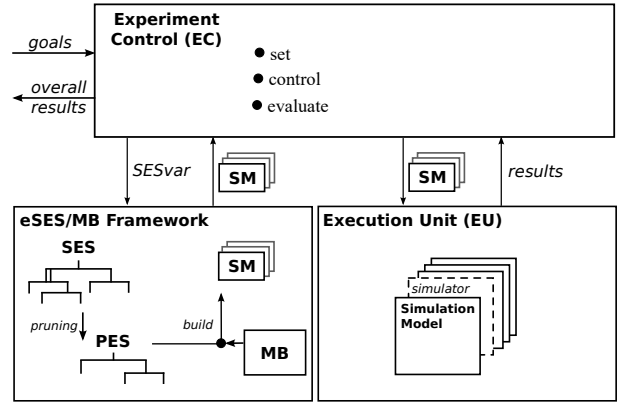 Experiment
Control (EC)
goals
overall
results
set
control
evaluate
SESvar
SM
SM
results
eSES/MB Framework
SES
pruning
PES
SM
build
MB
Execution Unit (EU)
simulator
Simulation
Model